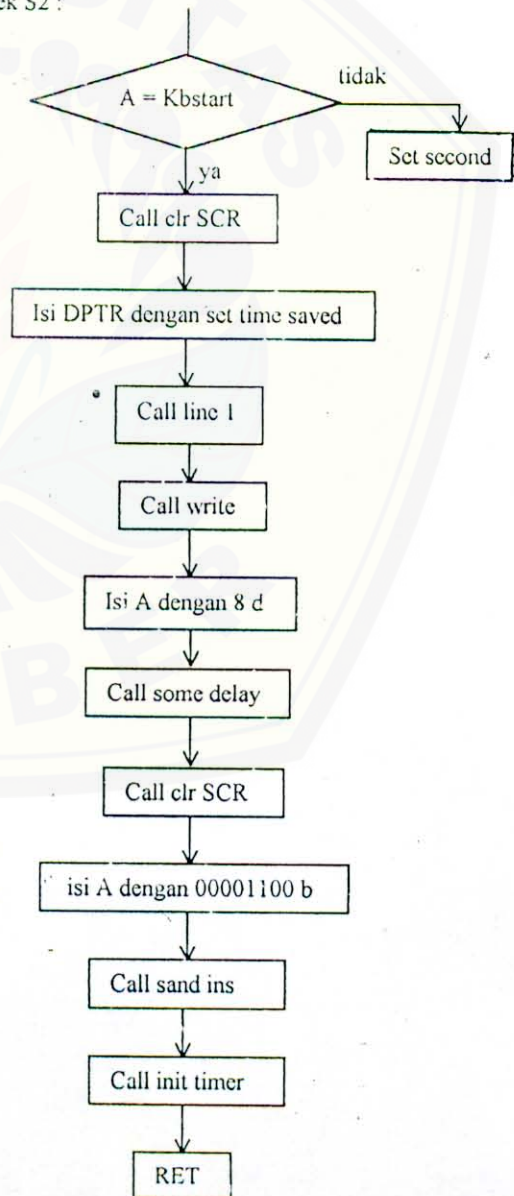 S2 :
A = Kbstart
tidak
Set second
ya
Call clr SCR
Isi DPTR dengan set time saved
Call line 1
Call write
Isi A dengan 8 d
Call some delay
Call clr SCR
isi A dengan 00001100 b
Call sand ins
Call init timer
RET